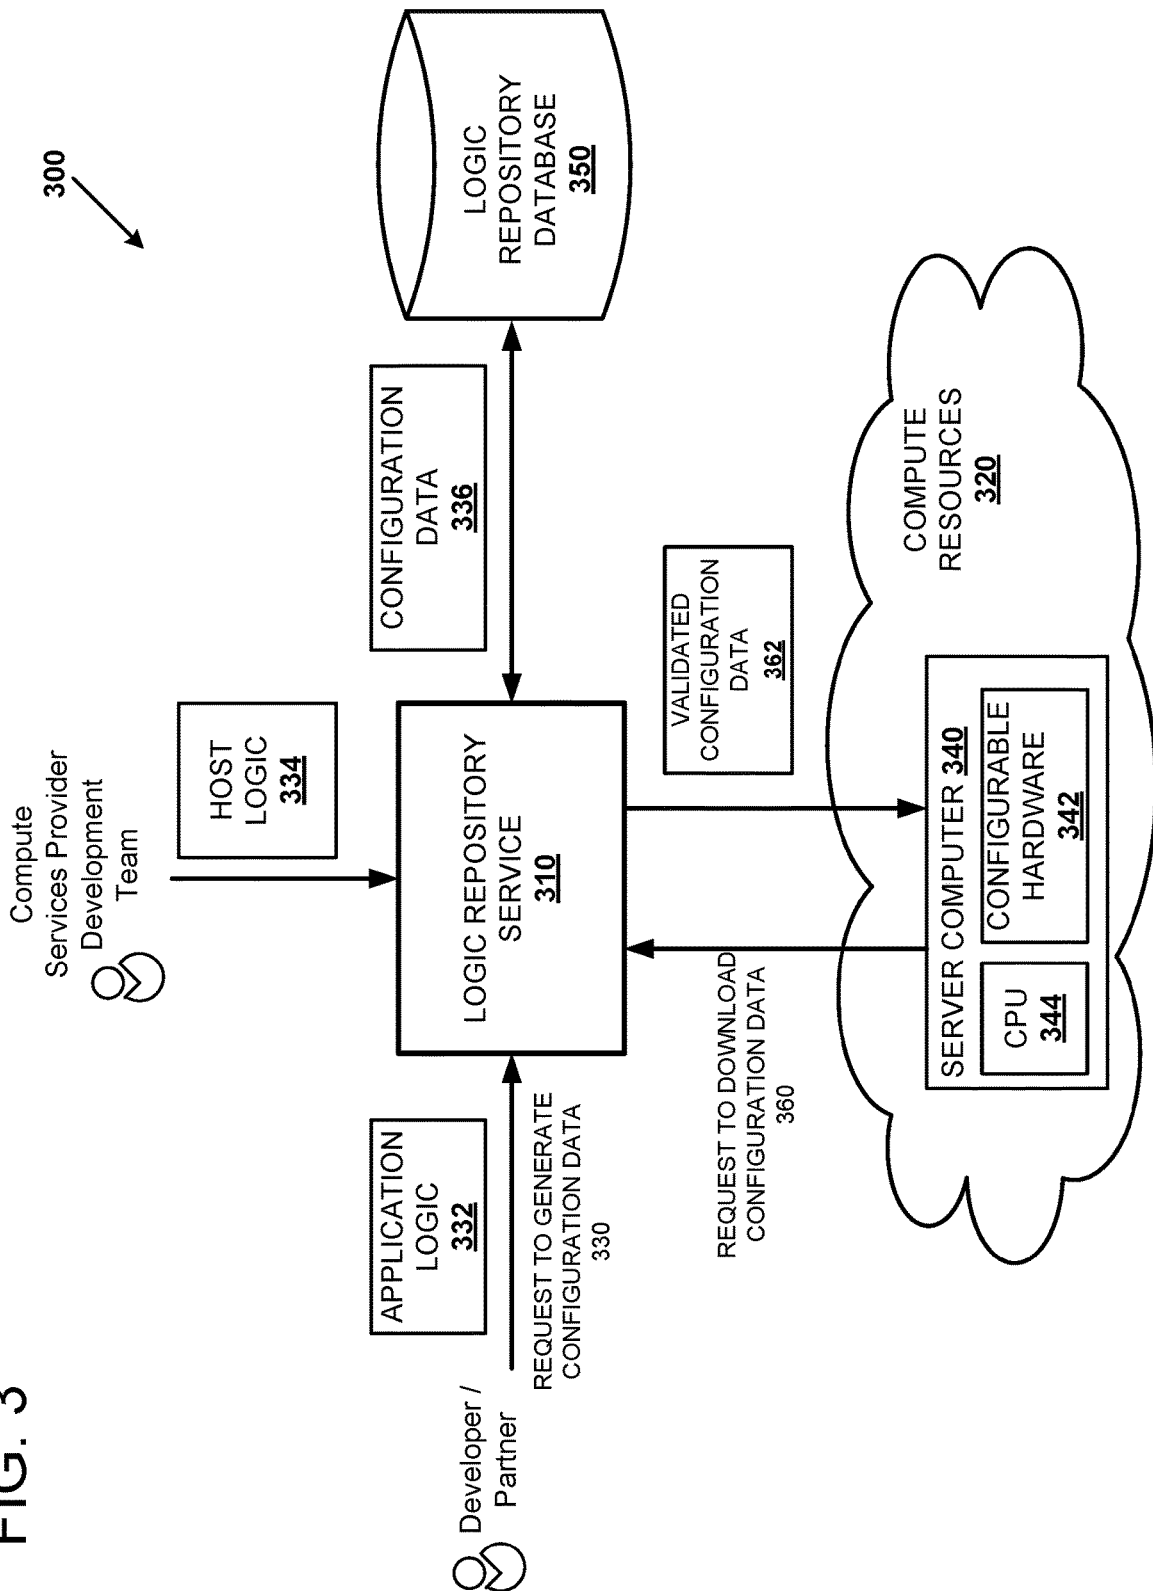 FIG. 3
300
Compute
Services Provider
Development
Team
HOST
LOGIC
334
APPLICATION
LOGIC
332
Developer /
Partner
REQUEST TO GENERATE
CONFIGURATION DATA
330
LOGIC REPOSITORY
SERVICE
310
CONFIGURATION
DATA
336
LOGIC
REPOSITORY
DATABASE
350
REQUEST TO DOWNLOAD
CONFIGURATION DATA
360
VALIDATED
CONFIGURATION
DATA
362
COMPUTE
RESOURCES
320
SERVER COMPUTER 340
CPU
344
CONFIGURABLE
HARDWARE
342